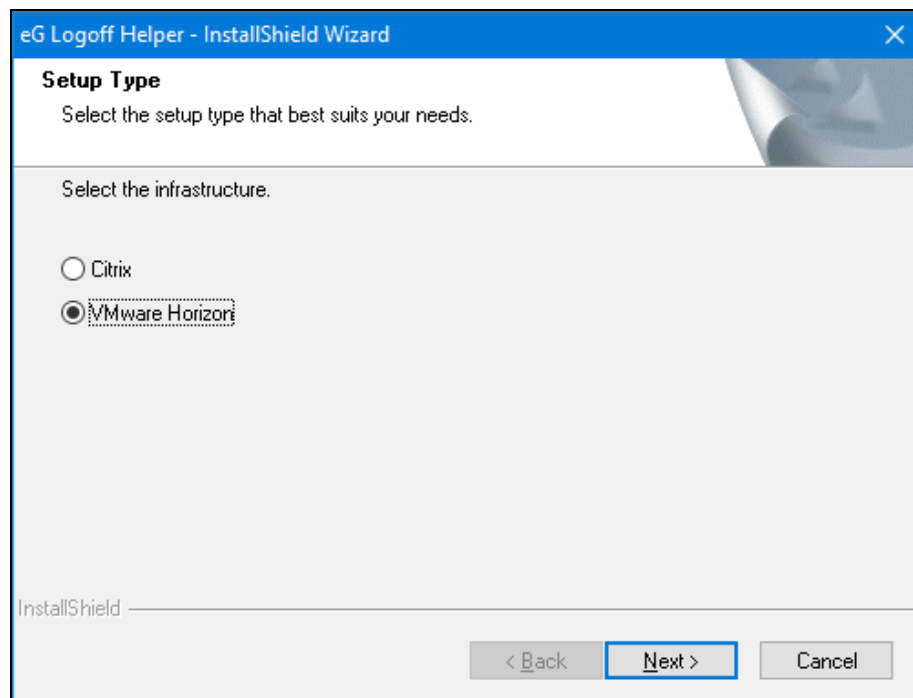 eG Logoff Helper - InstallShield Wizard
Setup Type
Select the setup type that best suits your needs.
Select the infrastructure.
Citrix
VMware Horizon
InstallShield
< Back Next > Cancel